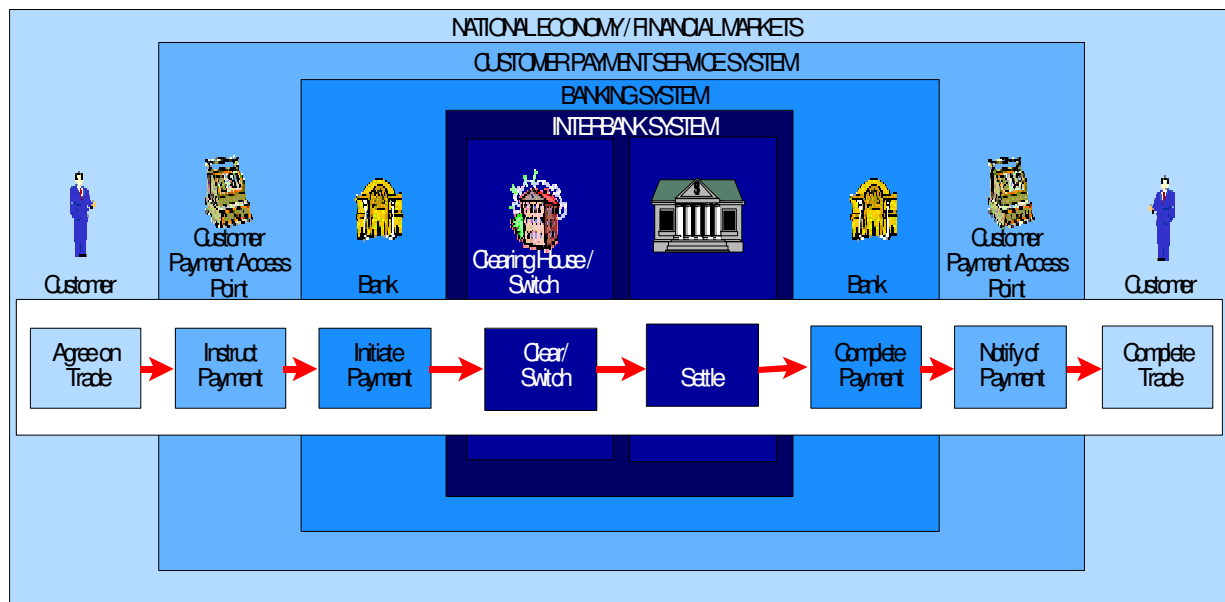 NATIONAL ECONOMY / FINANCIAL MARKETS
CUSTOMER PAYMENT SERVICE SYSTEM
BANKING SYSTEM
INTERBANK SYSTEM
Customer
Customer
Payment Access
Point
Bank
Clearing House /
Switch
Bank
Customer
Payment Access
Point
Customer
Agree on
Trade
Instruct
Payment
Initiate
Payment
Clear/
Switch
Settle
Complete
Payment
Notify of
Payment
Complete
Trade